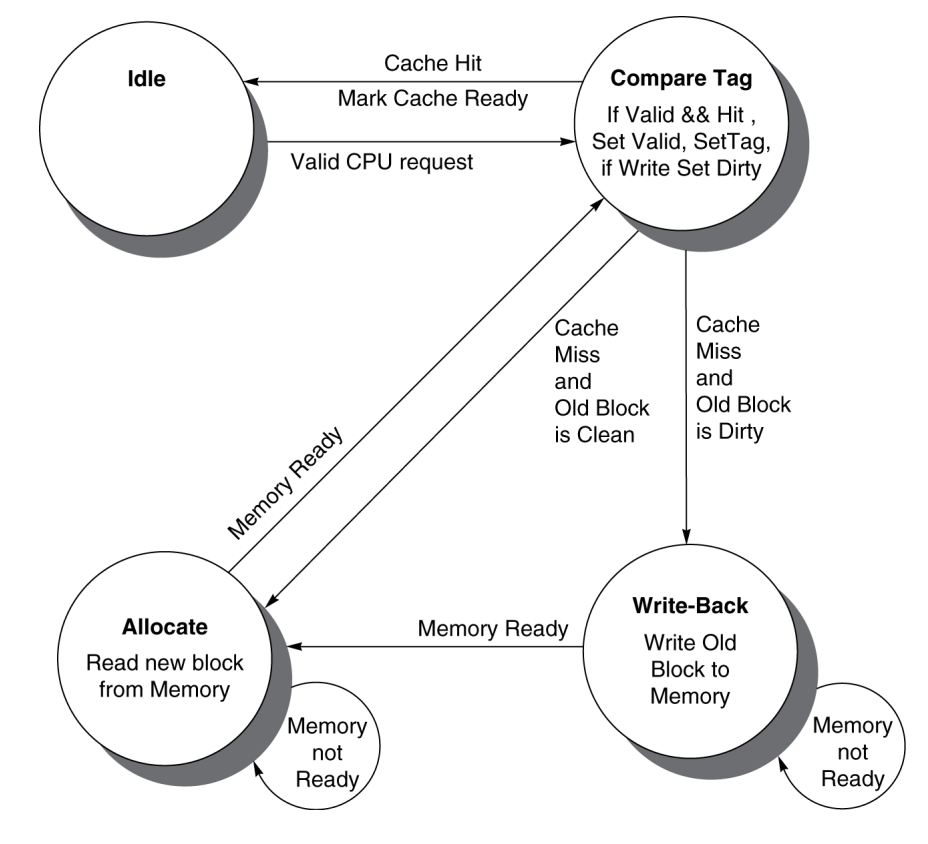 Idle
Cache Hit
Mark Cache Ready
Valid CPU request
Compare Tag
If Valid && Hit ,
Set Valid, SetTag,
if Write Set Dirty
Cache
Miss
and
Old Block
is Clean
Cache
Miss
and
Old Block
is Dirty
Memory Ready
Allocate
Read new block
from Memory
Memory
not
Ready
Memory Ready
Write-Back
Write Old
Block to
Memory
Memory
not
Ready